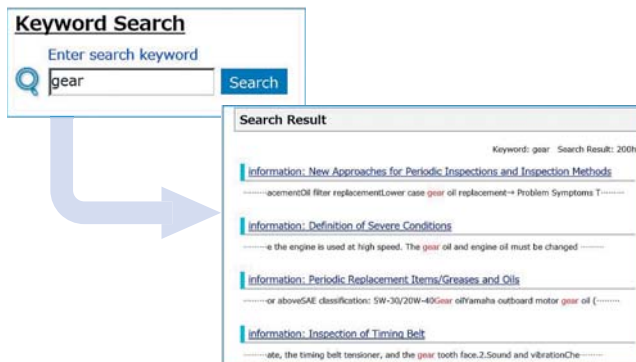 Keyword Search
Enter search keyword
gear
Search
Search Result
Keyword: gear Search Result: 200h
information: New Approaches for Periodic Inspections and Inspection Methods
·········acementOil filter replacementLower case gear oil replacement→ Problem Symptoms T·········
information: Definition of Severe Conditions
·········e the engine is used at high speed. The gear oil and engine oil must be changed ·········
information: Periodic Replacement Items/Greases and Oils
·········or aboveSAE classification: 5W-30/20W-40Gear oilYamaha outboard motor gear oil (·········
information: Inspection of Timing Belt
·········ate, the timing belt tensioner, and the gear tooth face.2.Sound and vibrationChe·········